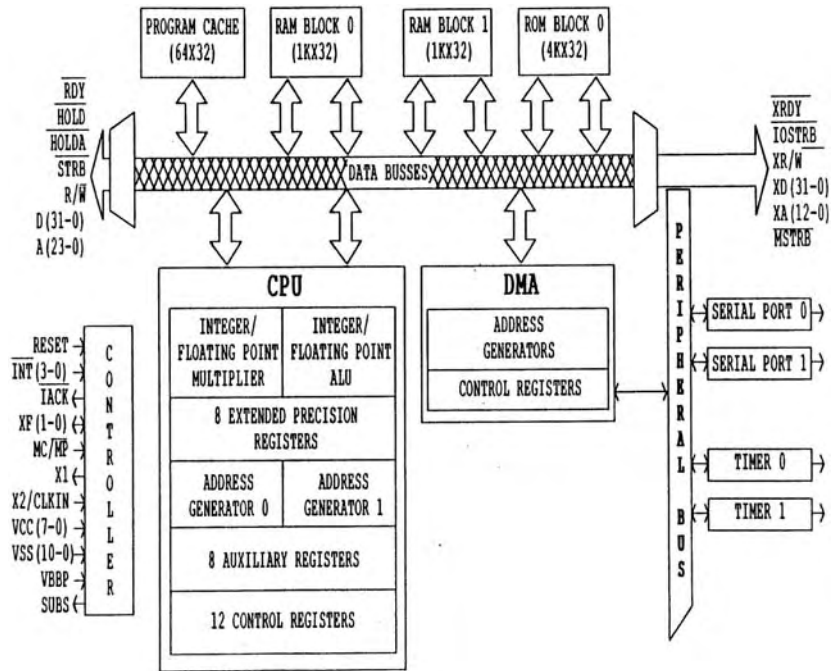 PROGRAM CACHE
(64X32)
RAM BLOCK 0
(1KX32)
RAM BLOCK 1
(1KX32)
ROM BLOCK 0
(4KX32)
RDY
HOLD
HOLDA
STRB
R/W
D(31-0)
A(23-0)
DATA BUSSES
XRDY
IOSTRB
XR/W
XD(31-0)
XA(12-0)
MSTRB
CPU
INTEGER/
FLOATING POINT
MULTIPLIER
INTEGER/
FLOATING POINT
ALU
8 EXTENDED PRECISION
REGISTERS
ADDRESS
GENERATOR 0
ADDRESS
GENERATOR 1
8 AUXILIARY REGISTERS
12 CONTROL REGISTERS
DMA
ADDRESS
GENERATORS
CONTROL REGISTERS
PERIPHERAL BUS
SERIAL PORT 0
SERIAL PORT 1
TIMER 0
TIMER 1
RESET
INT(3-0)
IACK
XF(1-0)
MC/MP
X1
X2/CLKIN
VCC(7-0)
VSS(10-0)
VBBP
SUBS
CONTROLLER